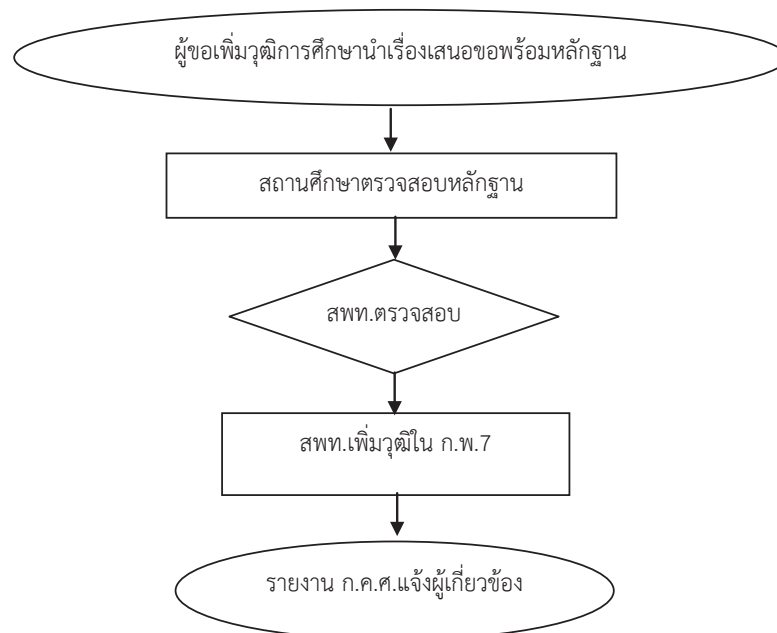 ผู้ขอเพิ่มวุฒิการศึกษานำเรื่องเสนอขอพร้อมหลักฐาน
สถานศึกษาตรวจสอบหลักฐาน
สพท.ตรวจสอบ
สพท.เพิ่มวุฒิใน ก.พ.7
รายงาน ก.ค.ศ.แจ้งผู้เกี่ยวข้อง